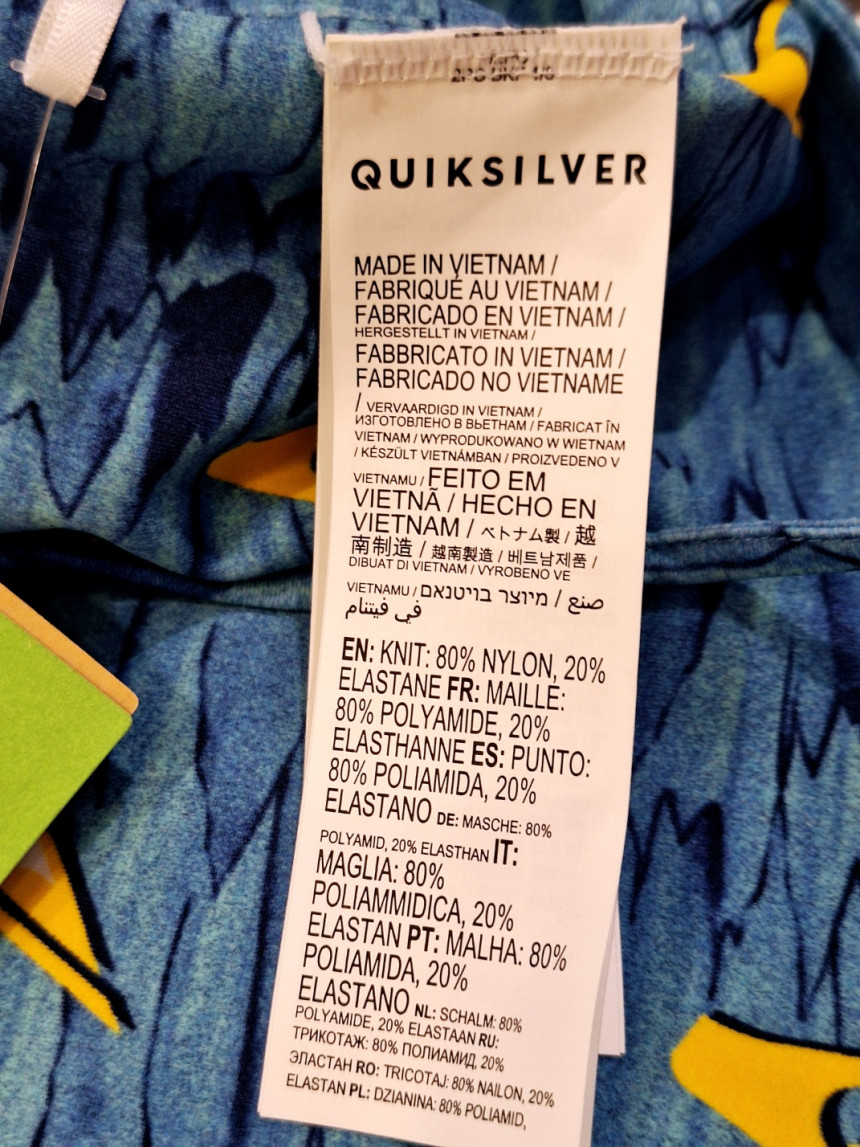 QUIKSILVER
MADE IN VIETNAM /
FABRIQUÉ AU VIETNAM /
FABRICADO EN VIETNAM /
HERGESTELLT IN VIETNAM /
FABBRICATO IN VIETNAM /
FABRICADO NO VIETNAME
/ VERVAARDIGD IN VIETNAM /
ИЗГОТОВЛЕНО В ВЬЕТНАМ / FABRICAT ÎN
VIETNAM / WYPRODUKOWANO W WIETNAM
/ KÉSZÜLT VIETNÁMBAN / PROIZVEDENO V
VIETNAMU / FEITO EM
VIETNÃ / HECHO EN
VIETNAM / ベトナム製 / 越
南制造 / 越南製造 / 베트남제품 /
DIBUAT DI VIETNAM / VYROBENO VE
VIETNAMU / מיוצר בויטנאם / صنع
في فيتنام
EN: KNIT: 80% NYLON, 20%
ELASTANE FR: MAILLE:
80% POLYAMIDE, 20%
ELASTHANNE ES: PUNTO:
80% POLIAMIDA, 20%
ELASTANO DE: MASCHE: 80%
POLYAMID, 20% ELASTHAN IT:
MAGLIA: 80%
POLIAMMIDICA, 20%
ELASTAN PT: MALHA: 80%
POLIAMIDA, 20%
ELASTANO NL: SCHALM: 80%
POLYAMIDE, 20% ELASTAAN RU:
ТРИКОТАЖ: 80% ПОЛИАМИД, 20%
ЭЛАСТАН RO: TRICOTAJ: 80% NAILON, 20%
ELASTAN PL: DZIANINA: 80% POLIAMID,